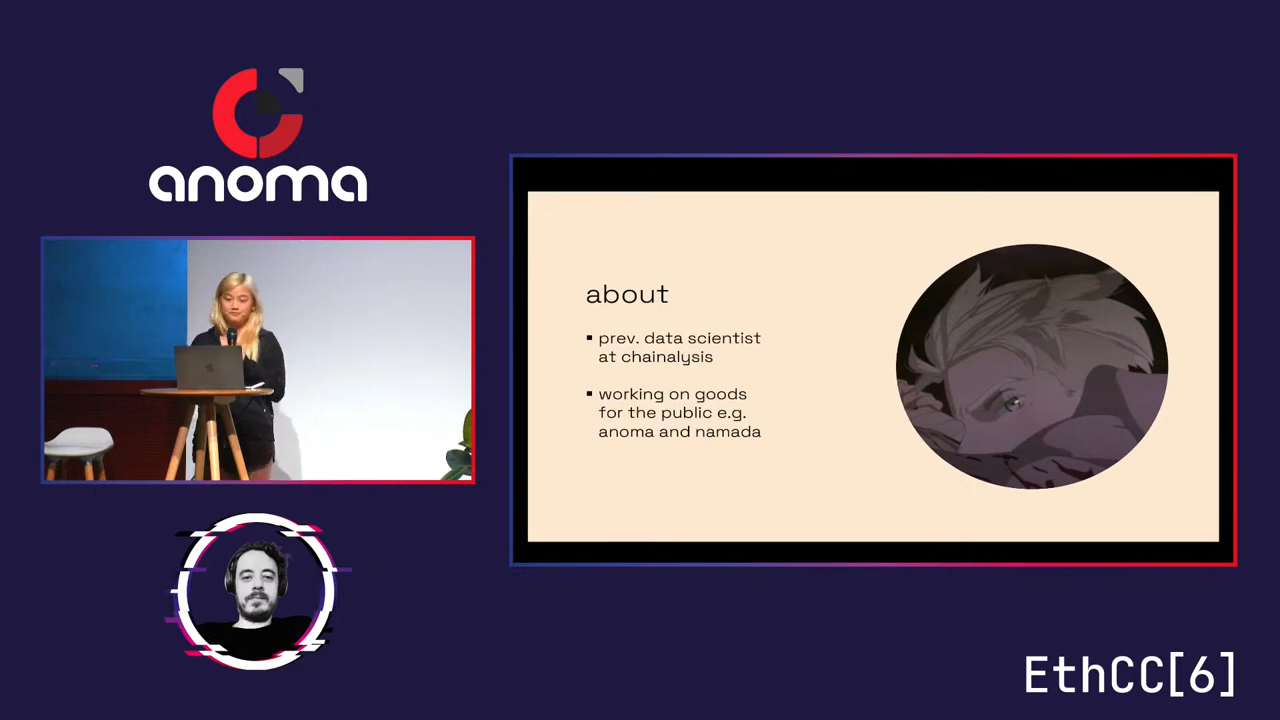 anoma
about
▪ prev. data scientist
at chainalysis
▪ working on goods
for the public e.g.
anoma and namada
EthCC[6]